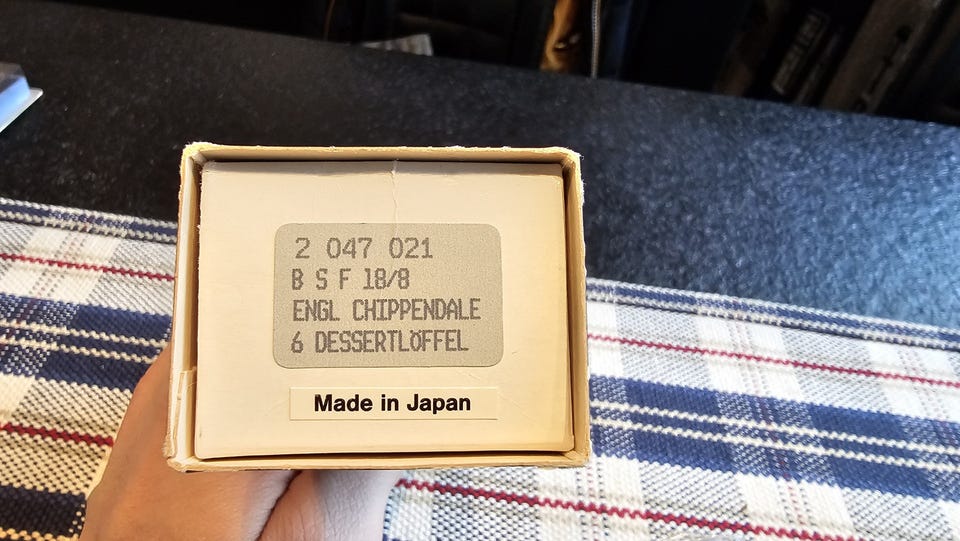 2 047 021
B S F 18/8
ENGL CHIPPENDALE
6 DESSERTLÖFFEL
Made in Japan